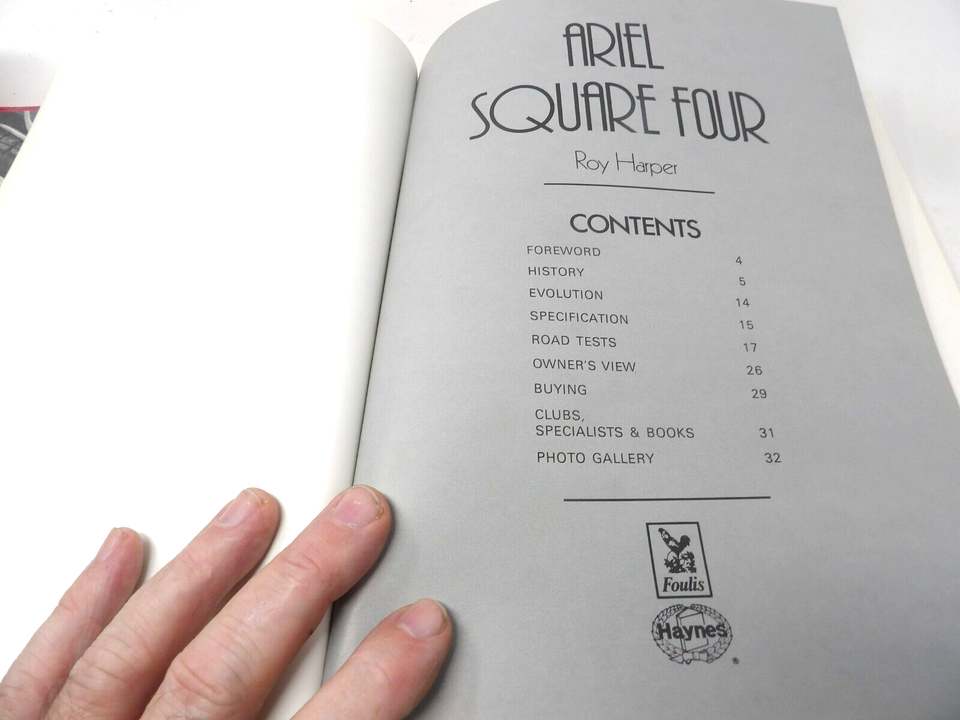 ARIEL
SQUARE FOUR
Roy Harper
CONTENTS
FOREWORD 4
HISTORY 5
EVOLUTION 14
SPECIFICATION 15
ROAD TESTS 17
OWNER'S VIEW 26
BUYING 29
CLUBS,
SPECIALISTS & BOOKS 31
PHOTO GALLERY 32
Foulis
Haynes
®